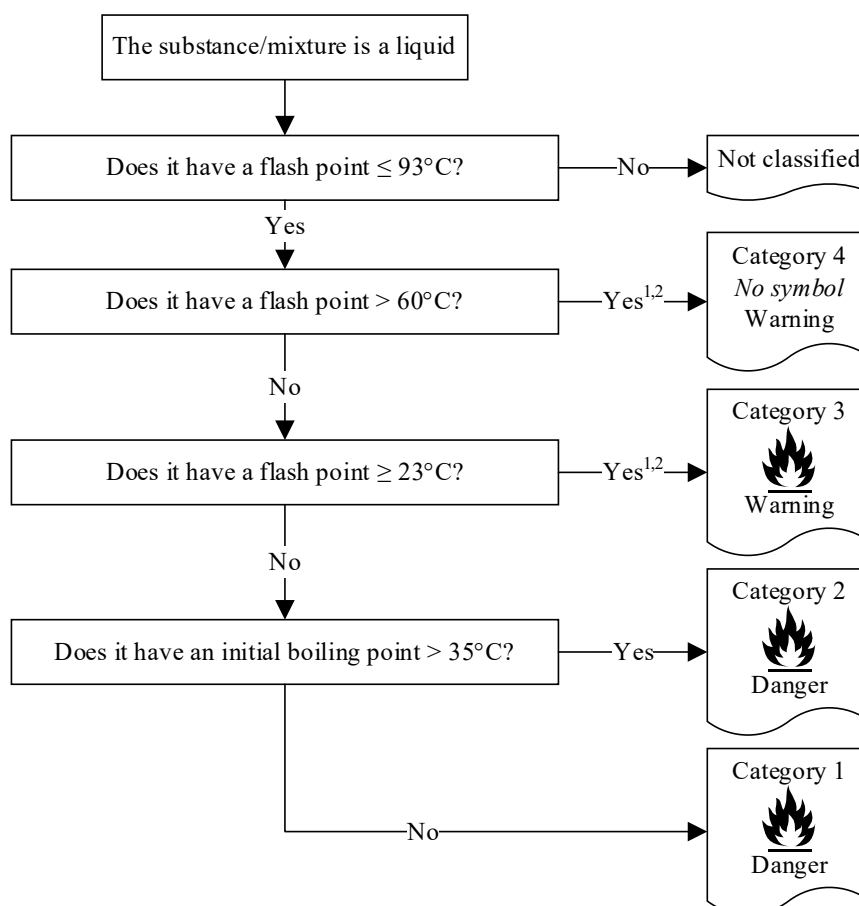 The substance/mixture is a liquid
Does it have a flash point ≤ 93°C?
No
Not classified
Yes
Does it have a flash point > 60°C?
Yes1,2
Category 4
No symbol
Warning
No
Does it have a flash point ≥ 23°C?
Yes1,2
Category 3
Warning
No
Does it have an initial boiling point > 35°C?
Yes
Category 2
Danger
No
Category 1
Danger